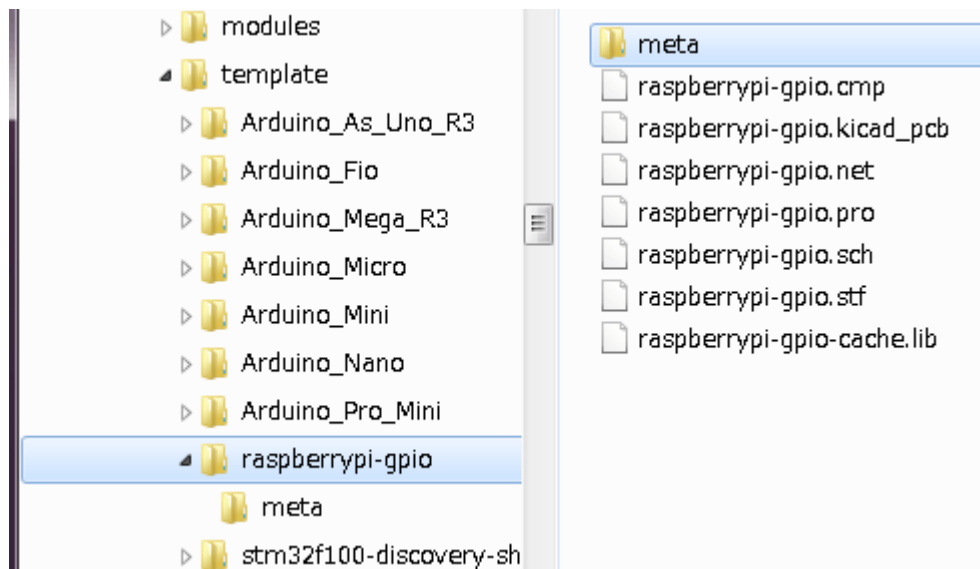 modules
template
Arduino_As_Uno_R3
Arduino_Fio
Arduino_Mega_R3
Arduino_Micro
Arduino_Mini
Arduino_Nano
Arduino_Pro_Mini
raspberrypi-gpio
meta
stm32f100-discovery-sh
meta
raspberrypi-gpio.cmp
raspberrypi-gpio.kicad_pcb
raspberrypi-gpio.net
raspberrypi-gpio.pro
raspberrypi-gpio.sch
raspberrypi-gpio.stf
raspberrypi-gpio-cache.lib